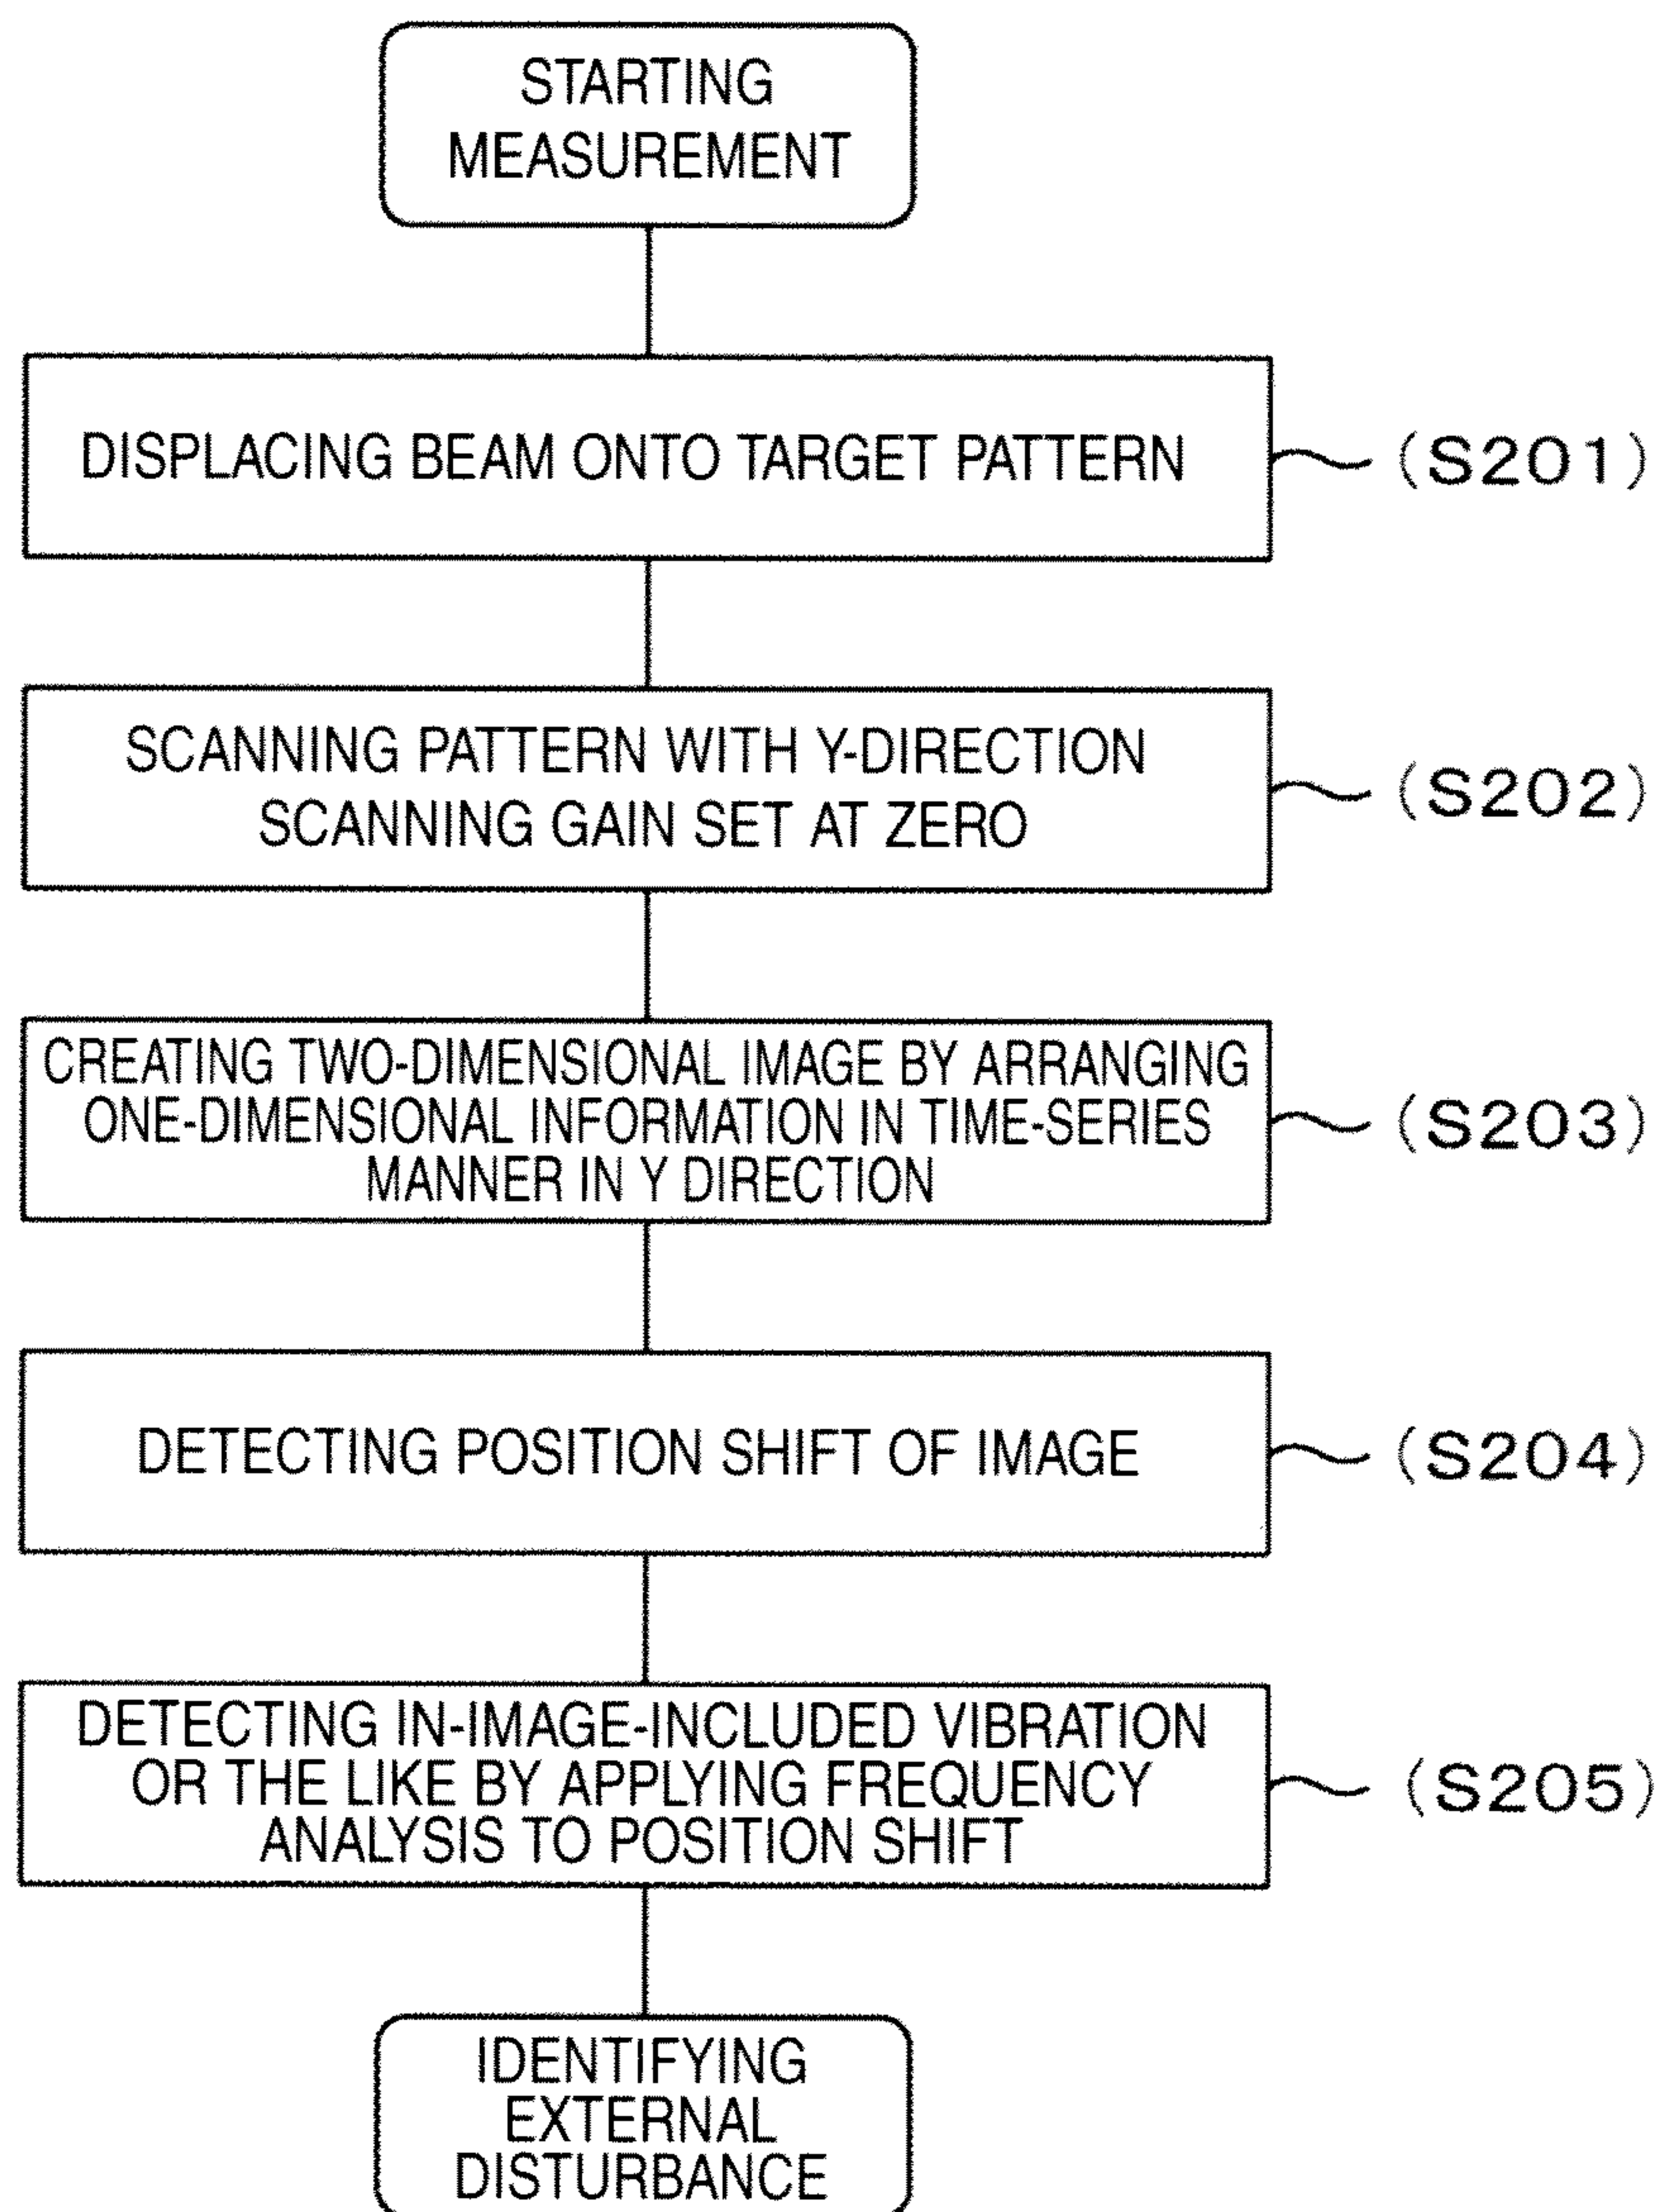 STARTING
MEASUREMENT
DISPLACING BEAM ONTO TARGET PATTERN
(S201)
SCANNING PATTERN WITH Y-DIRECTION
SCANNING GAIN SET AT ZERO
(S202)
CREATING TWO-DIMENSIONAL IMAGE BY ARRANGING
ONE-DIMENSIONAL INFORMATION IN TIME-SERIES
MANNER IN Y DIRECTION
(S203)
DETECTING POSITION SHIFT OF IMAGE
(S204)
DETECTING IN-IMAGE-INCLUDED VIBRATION
OR THE LIKE BY APPLYING FREQUENCY
ANALYSIS TO POSITION SHIFT
(S205)
IDENTIFYING
EXTERNAL
DISTURBANCE